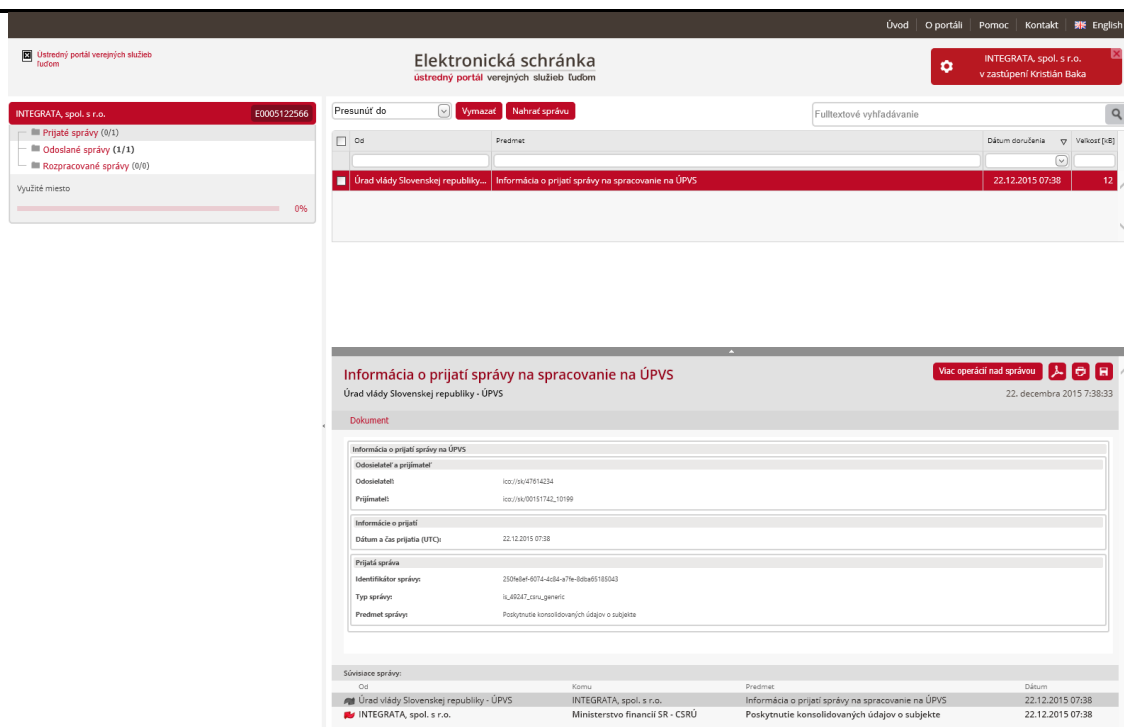 Úvod O portáli Pomoc Kontakt English
Ústredný portál verejných služieb
ľuďom
Elektronická schránka
ústredný portál verejných služieb ľuďom
INTEGRATA, spol. s r.o.
v zastúpení Kristián Baka
INTEGRATA, spol. s r.o. E0005122566
Prijaté správy (0/1)
Odoslané správy (1/1)
Rozpracované správy (0/0)
Využité miesto
0%
Presunúť do Vymazať Nahrať správu Fulltextové vyhľadávanie
Od Predmet Dátum doručenia Veľkosť [kB]
Úrad vlády Slovenskej republiky... Informácia o prijatí správy na spracovanie na ÚPVS 22.12.2015 07:38 12
Informácia o prijatí správy na spracovanie na ÚPVS Viac operácií nad správou
Úrad vlády Slovenskej republiky - ÚPVS 22. decembra 2015 7:38:33
Dokument
Informácia o prijatí správy na ÚPVS
Odosielateľ a prijímateľ
Odosielateľ: ico://sk/47614234
Prijímateľ: ico://sk/00151742_10199
Informácie o prijatí
Dátum a čas prijatia (UTC): 22.12.2015 07:38
Prijatá správa
Identifikátor správy: 250fe8ef-6074-4c84-a7fe-8dba65185043
Typ správy: is_49247_csru_generic
Predmet správy: Poskytnutie konsolidovaných údajov o subjekte
Súvisiace správy:
Od Komu Predmet Dátum
Úrad vlády Slovenskej republiky - ÚPVS INTEGRATA, spol. s r.o. Informácia o prijatí správy na spracovanie na ÚPVS 22.12.2015 07:38
INTEGRATA, spol. s r.o. Ministerstvo financií SR - CSRÚ Poskytnutie konsolidovaných údajov o subjekte 22.12.2015 07:38